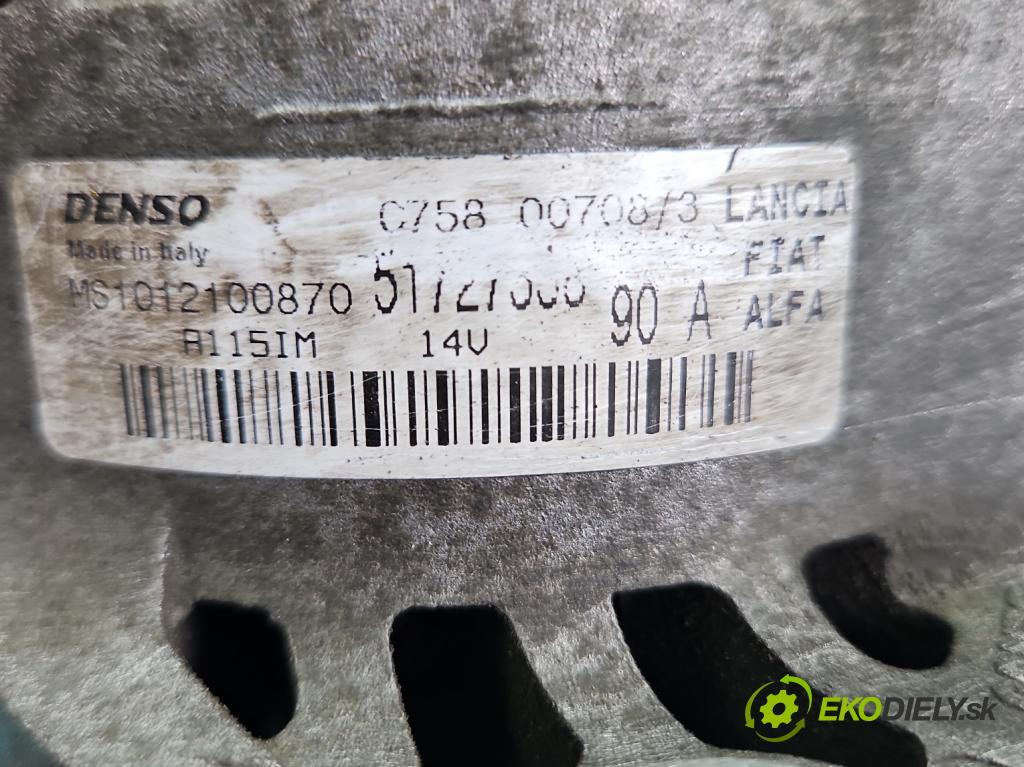 DENSO C758 00708/3 LANCIA
Made in Italy FIAT
MS1012100870 90 A ALFA
A115IM 14V
EKODIELY.sk